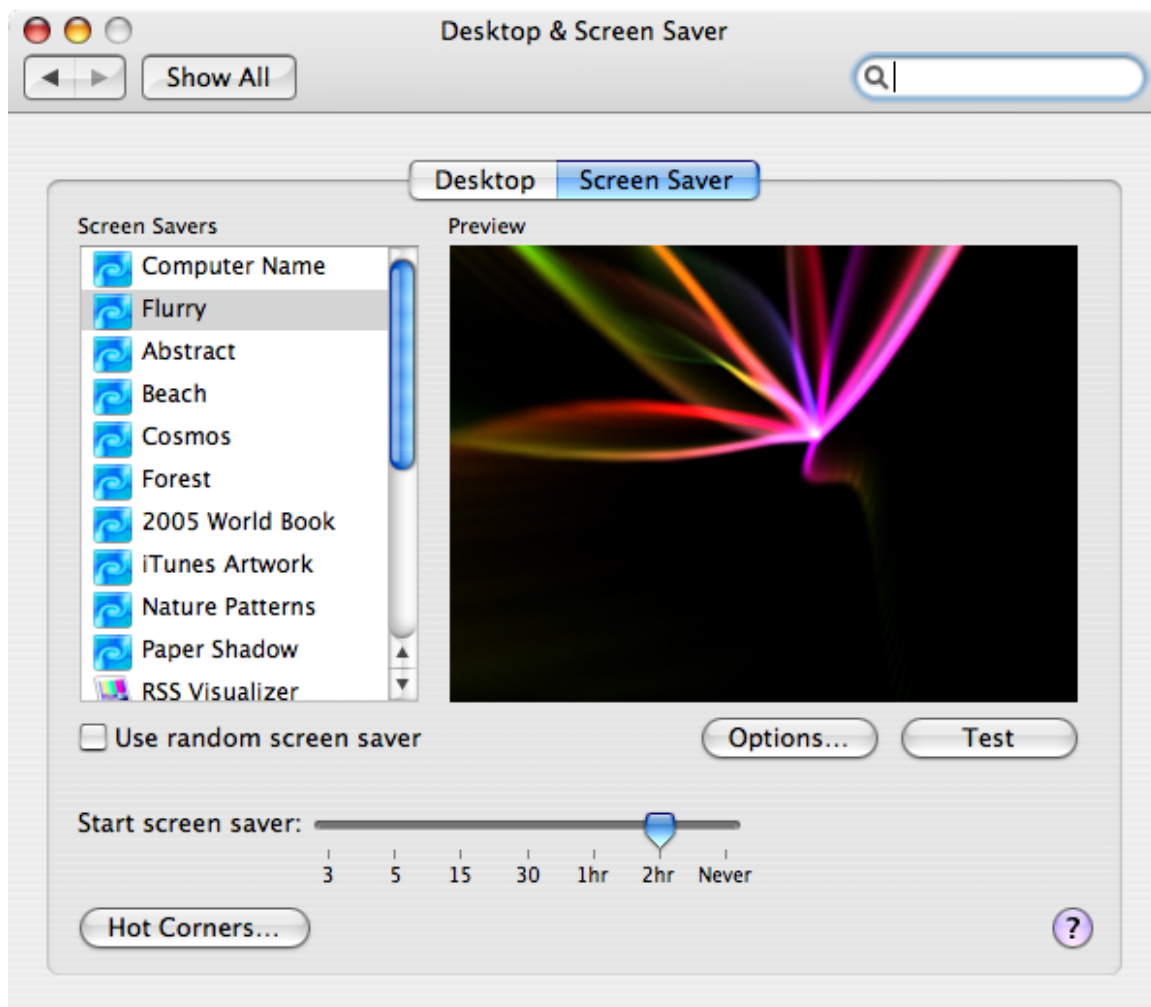 Desktop & Screen Saver
Show All
Desktop
Screen Saver
Screen Savers
Preview
Computer Name
Flurry
Abstract
Beach
Cosmos
Forest
2005 World Book
iTunes Artwork
Nature Patterns
Paper Shadow
RSS Visualizer
Use random screen saver
Options...
Test
Start screen saver:
3 5 15 30 1hr 2hr Never
Hot Corners...
?